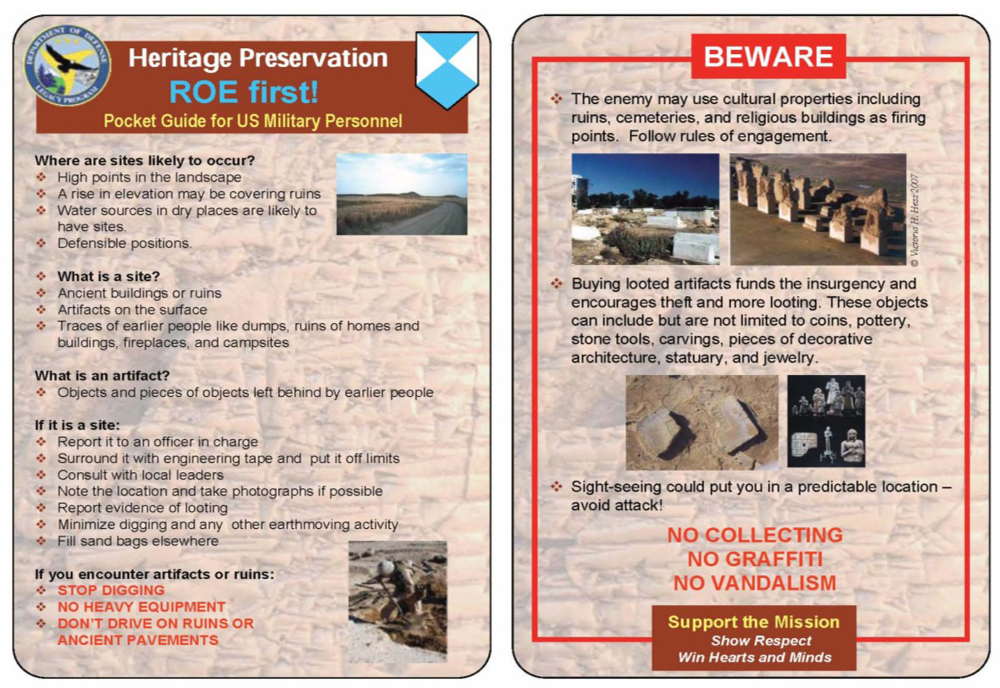 DEPARTMENT OF DEFENSE
LEGACY PROGRAM
Heritage Preservation
ROE first!
Pocket Guide for US Military Personnel
Where are sites likely to occur?
❖ High points in the landscape
❖ A rise in elevation may be covering ruins
❖ Water sources in dry places are likely to
have sites.
❖ Defensible positions.
❖ What is a site?
❖ Ancient buildings or ruins
❖ Artifacts on the surface
❖ Traces of earlier people like dumps, ruins of homes and
buildings, fireplaces, and campsites
What is an artifact?
❖ Objects and pieces of objects left behind by earlier people
If it is a site:
❖ Report it to an officer in charge
❖ Surround it with engineering tape and  put it off limits
❖ Consult with local leaders
❖ Note the location and take photographs if possible
❖ Report evidence of looting
❖ Minimize digging and any  other earthmoving activity
❖ Fill sand bags elsewhere
If you encounter artifacts or ruins:
❖ STOP DIGGING
❖ NO HEAVY EQUIPMENT
❖ DON'T DRIVE ON RUINS OR
ANCIENT PAVEMENTS
BEWARE
❖ The enemy may use cultural properties including
ruins, cemeteries, and religious buildings as firing
points.  Follow rules of engagement.
© Victoria H. Hess 2007
❖ Buying looted artifacts funds the insurgency and
encourages theft and more looting. These objects
can include but are not limited to coins, pottery,
stone tools, carvings, pieces of decorative
architecture, statuary, and jewelry.
❖ Sight-seeing could put you in a predictable location –
avoid attack!
NO COLLECTING
NO GRAFFITI
NO VANDALISM
Support the Mission
Show Respect
Win Hearts and Minds